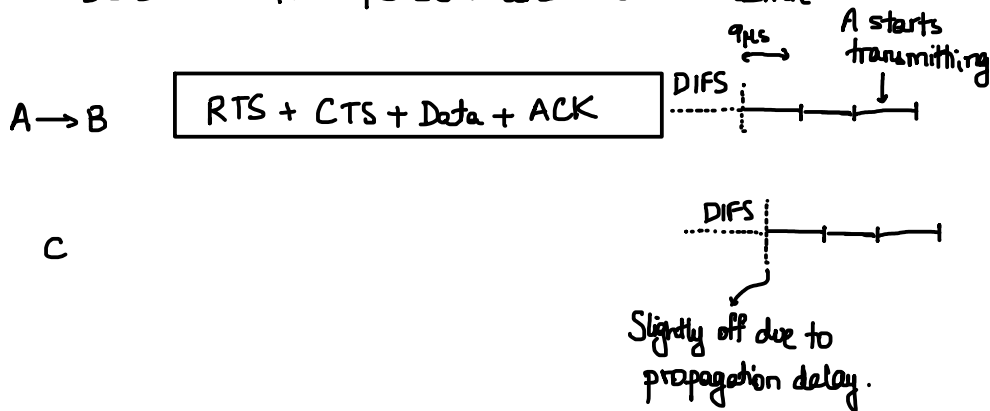 9μs
A starts
transmitting
DIFS
A → B
RTS + CTS + Data + ACK
DIFS
C
Slightly off due to
propagation delay.